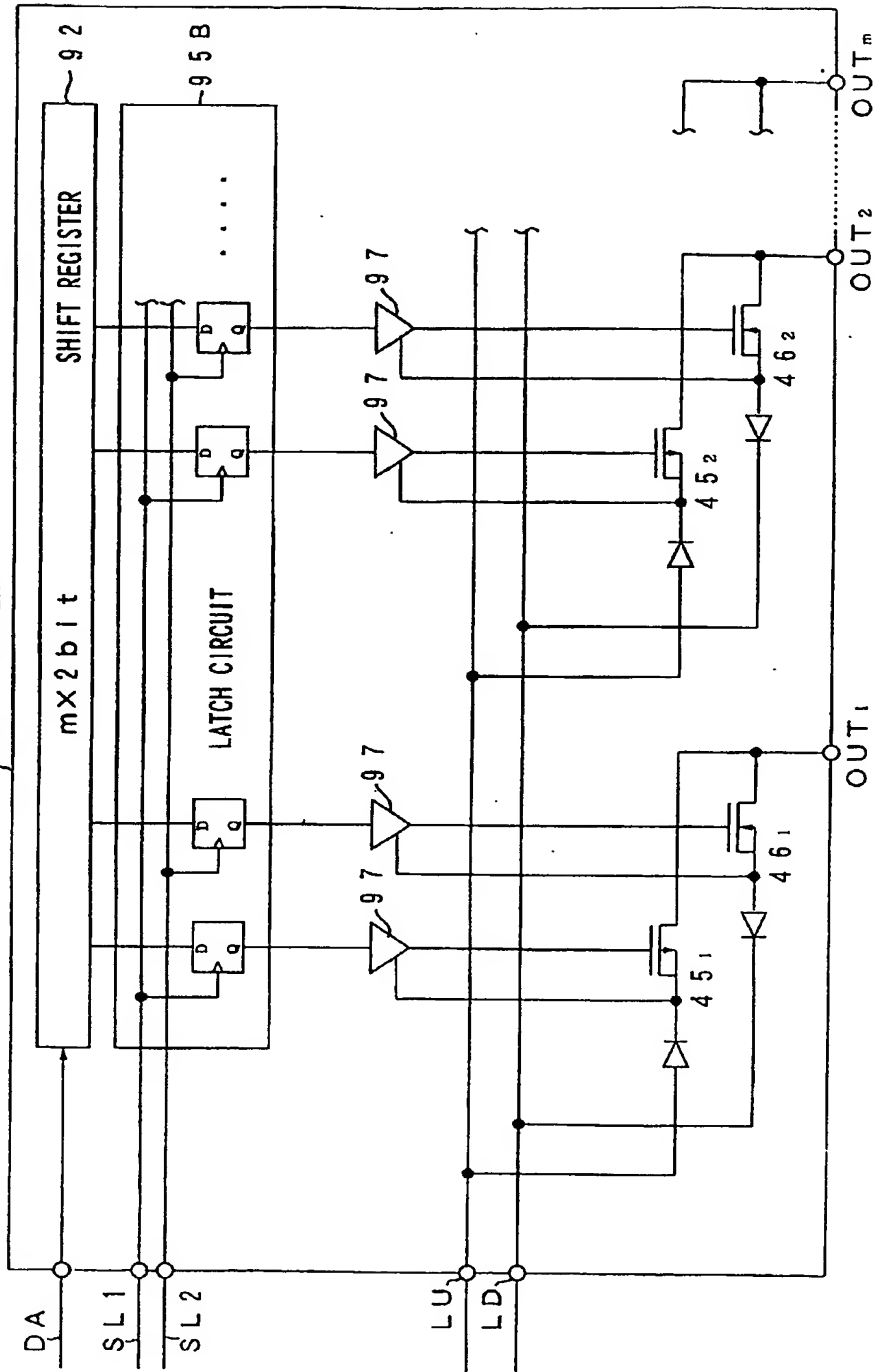 92
95B
SHIFT REGISTER
m×2bit
LATCH CIRCUIT
DA
SL1
SL2
LU
LD
D
Q
D
Q
D
Q
D
Q
97
97
97
97
45₁
46₁
45₂
46₂
OUT₁
OUT₂
OUTₘ